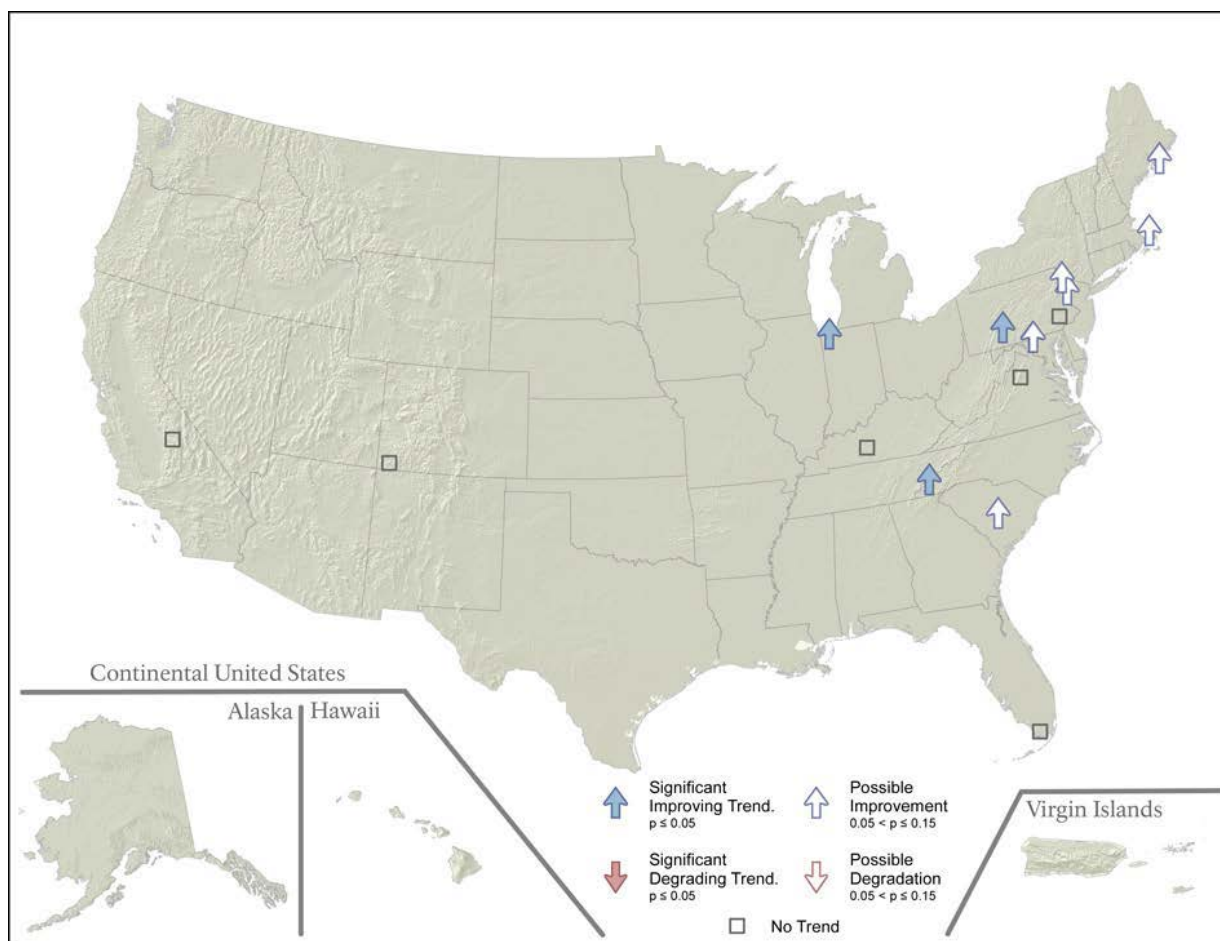 Continental United States
Alaska
Hawaii
Significant
Improving Trend.
p ≤ 0.05
Possible
Improvement
0.05 < p ≤ 0.15
Significant
Degrading Trend.
p ≤ 0.05
Possible
Degradation
0.05 < p ≤ 0.15
No Trend
Virgin Islands